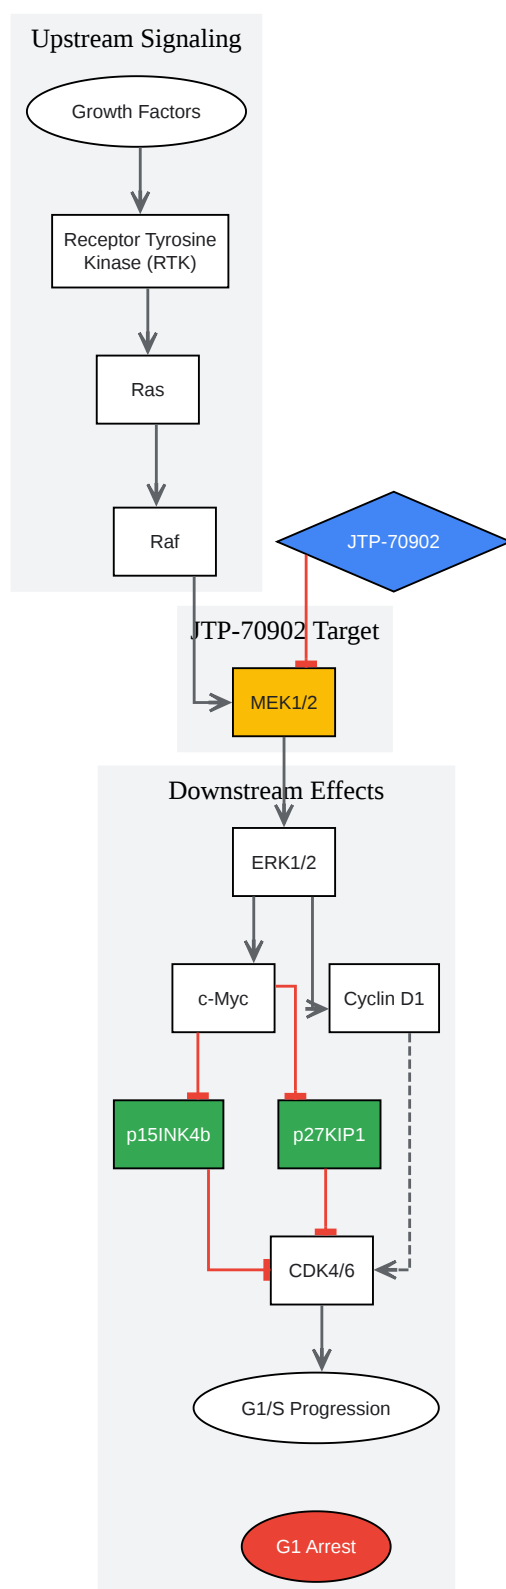 Upstream Signaling
Growth Factors
Receptor Tyrosine
Kinase (RTK)
Ras
Raf
JTP-70902
JTP-70902 Target
MEK1/2
Downstream Effects
ERK1/2
c-Myc
Cyclin D1
p15INK4b
p27KIP1
CDK4/6
G1/S Progression
G1 Arrest